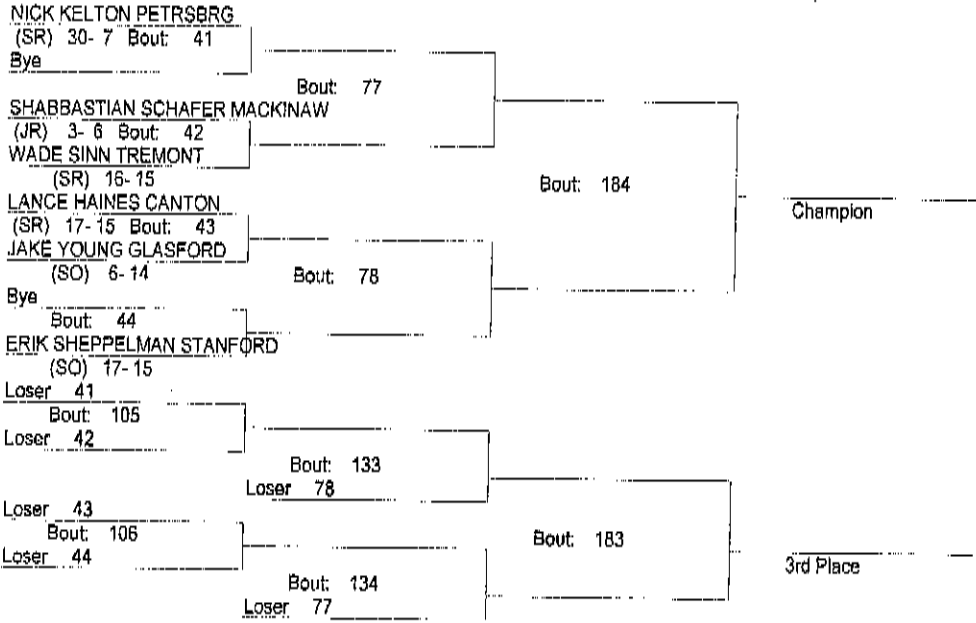 NICK KELTON PETRSBRG
(SR) 30- 7 Bout: 41
Bye
Bout: 77
SHABBASTIAN SCHAFER MACKINAW
(JR) 3- 6 Bout: 42
WADE SINN TREMONT
(SR) 16- 15
Bout: 184
LANCE HAINES CANTON
(SR) 17- 15 Bout: 43
Champion
JAKE YOUNG GLASFORD
(SO) 6- 14
Bout: 78
Bye
Bout: 44
ERIK SHEPPELMAN STANFORD
(SO) 17- 15
Loser 41
Bout: 105
Loser 42
Bout: 133
Loser 78
Loser 43
Bout: 106
Bout: 183
Loser 44
3rd Place
Bout: 134
Loser 77